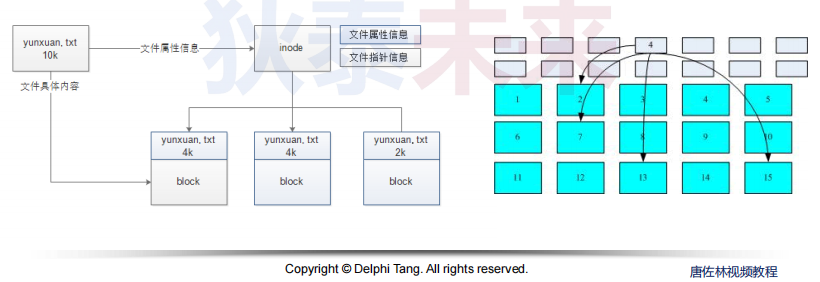 狄泰未来
yunxuan, txt
10k
文件属性信息
inode
文件属性信息
文件指针信息
文件具体内容
yunxuan, txt
4k
block
yunxuan, txt
4k
block
yunxuan, txt
2k
block
4
1
2
3
4
5
6
7
8
9
10
11
12
13
14
15
Copyright © Delphi Tang. All rights reserved.
唐佐林视频教程